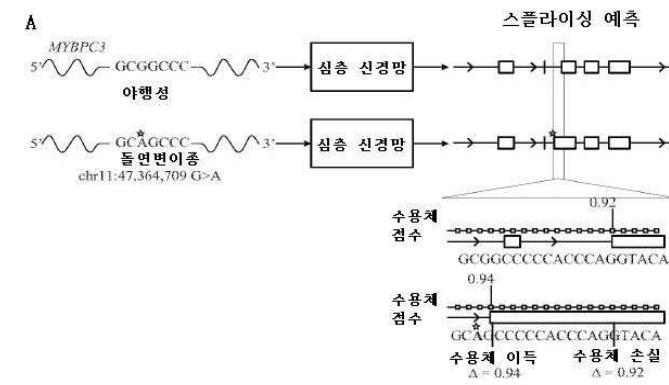 A
스플라이싱 예측
MYBPC3
5' GCGGCCC 3'
심층 신경망
야행성
5' GCAGCCC 3'
심층 신경망
돌연변이종
chr11:47,364,709 G>A
0.92
수용체
점수
GCGGCCCCCACCCAGGTACA
0.94
수용체
점수
GCAGCCCCCACCCAGGTACA
수용체 이득 수용체 손실
Δ = 0.94 Δ = 0.92